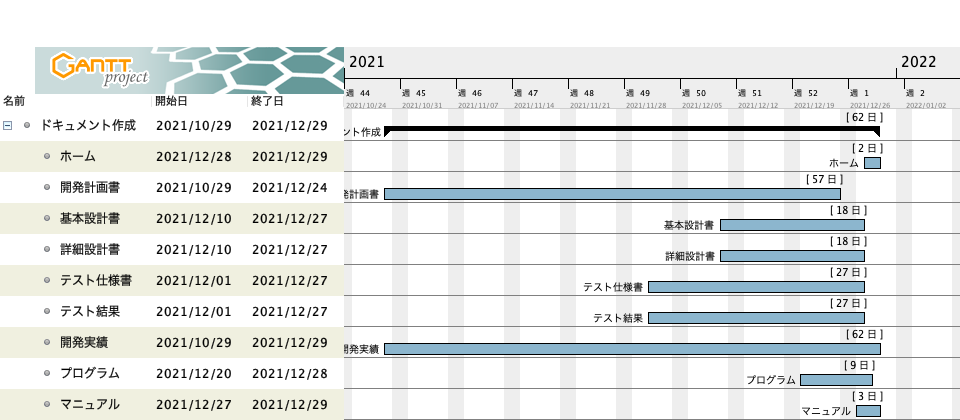 GANTT project
2021 2022
週 44 週 45 週 46 週 47 週 48 週 49 週 50 週 51 週 52 週 1 週 2
名前 開始日 終了日 2021/10/24 2021/10/31 2021/11/07 2021/11/14 2021/11/21 2021/11/28 2021/12/05 2021/12/12 2021/12/19 2021/12/26 2022/01/02
ドキュメント作成 2021/10/29 2021/12/29 ント作成 [ 62 日 ]
ホーム 2021/12/28 2021/12/29 ホーム [ 2 日 ]
開発計画書 2021/10/29 2021/12/24 発計画書 [ 57 日 ]
基本設計書 2021/12/10 2021/12/27 基本設計書 [ 18 日 ]
詳細設計書 2021/12/10 2021/12/27 詳細設計書 [ 18 日 ]
テスト仕様書 2021/12/01 2021/12/27 テスト仕様書 [ 27 日 ]
テスト結果 2021/12/01 2021/12/27 テスト結果 [ 27 日 ]
開発実績 2021/10/29 2021/12/29 開発実績 [ 62 日 ]
プログラム 2021/12/20 2021/12/28 プログラム [ 9 日 ]
マニュアル 2021/12/27 2021/12/29 マニュアル [ 3 日 ]